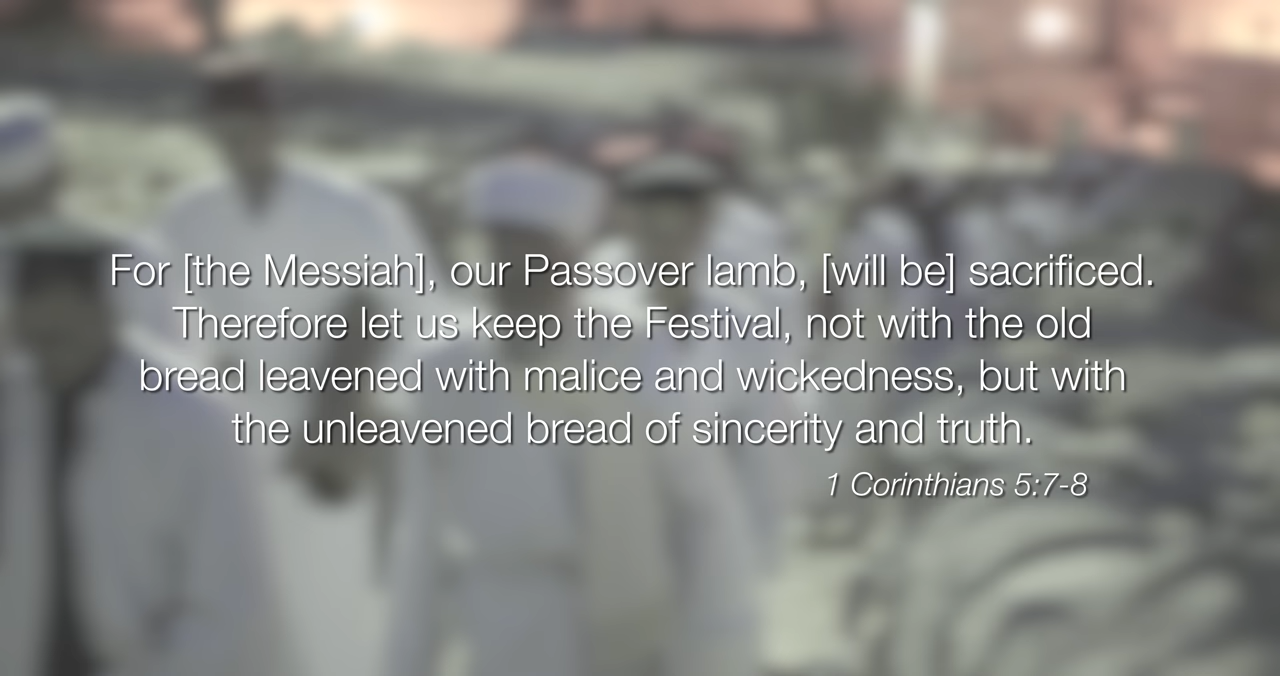 For [the Messiah], our Passover lamb, [will be] sacrificed.
Therefore let us keep the Festival, not with the old
bread leavened with malice and wickedness, but with
the unleavened bread of sincerity and truth.
1 Corinthians 5:7-8